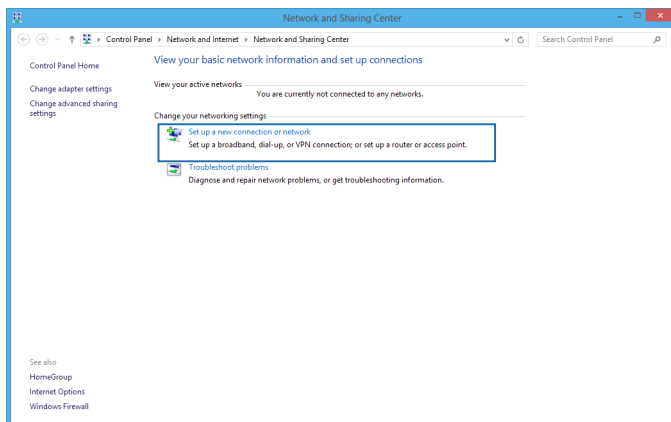 Network and Sharing Center
Control Panel Network and Internet Network and Sharing Center
Search Control Panel
Control Panel Home
Change adapter settings
Change advanced sharing
settings
View your basic network information and set up connections
View your active networks
You are currently not connected to any networks.
Change your networking settings
Set up a new connection or network
Set up a broadband, dial-up, or VPN connection; or set up a router or access point.
Troubleshoot problems
Diagnose and repair network problems, or get troubleshooting information.
See also
HomeGroup
Internet Options
Windows Firewall